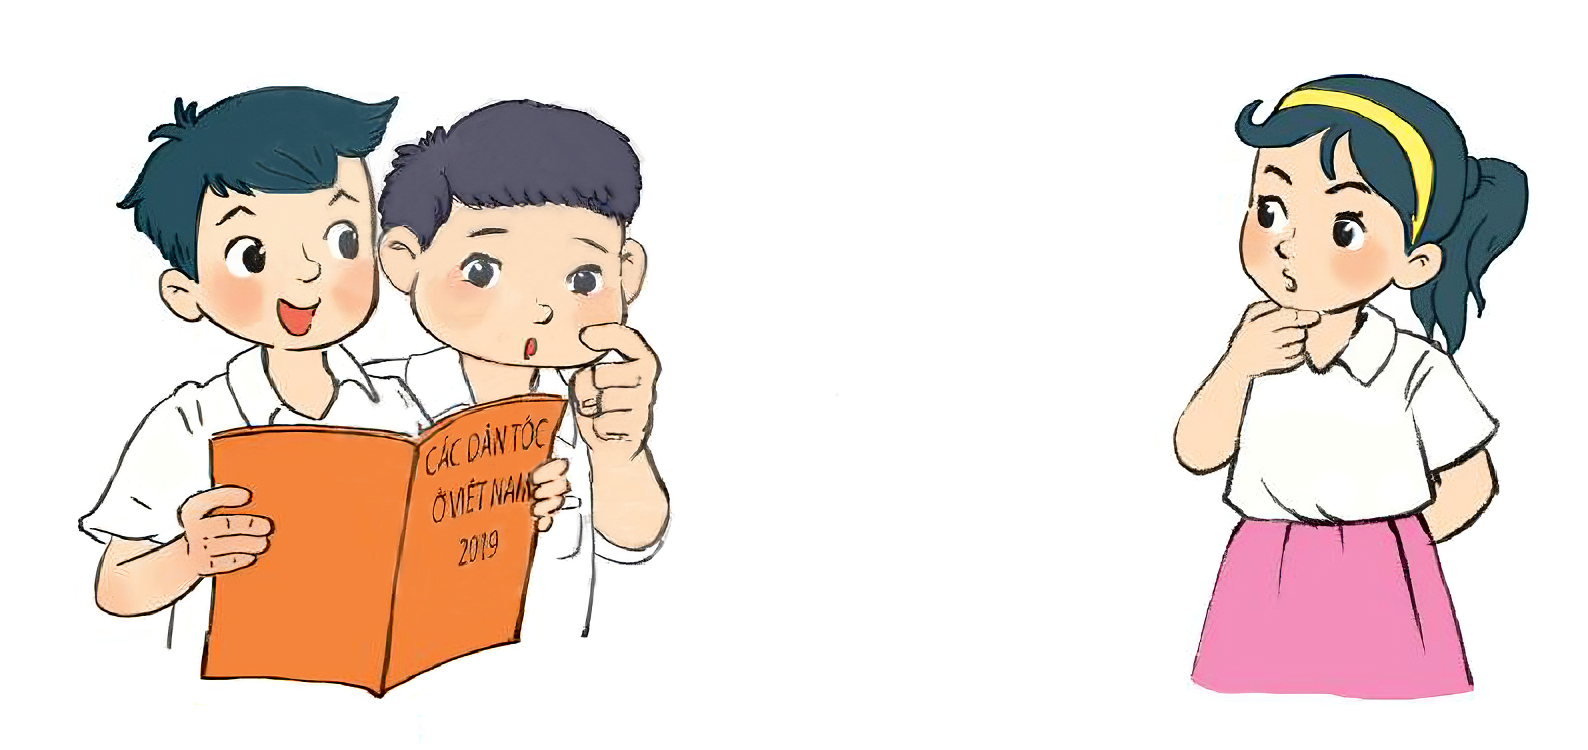 CÁC DÂN TỘC
Ở VIỆT NAM
2019